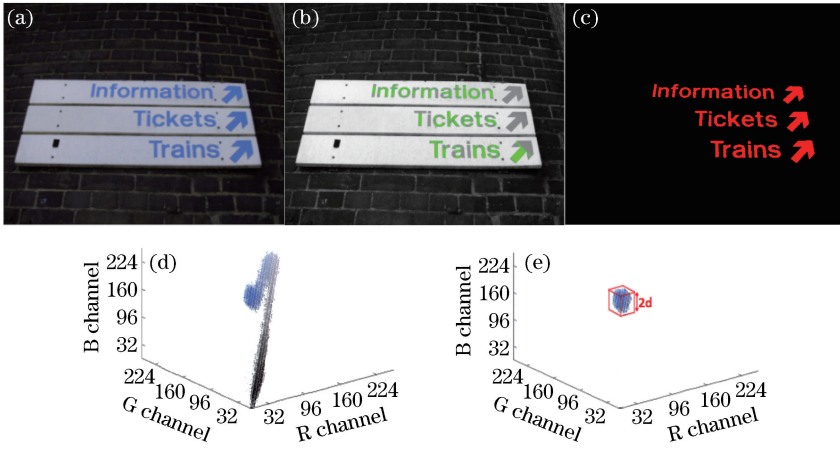 (a)
Information
Tickets
Trains
(b)
Information
Tickets
Trains
(c)
Information
Tickets
Trains
(d)
B channel
224
160
96
32
G channel
224
160
96
32
R channel
32
96
160
224
(e)
2d
B channel
224
160
96
32
G channel
224
160
96
32
R channel
32
96
160
224